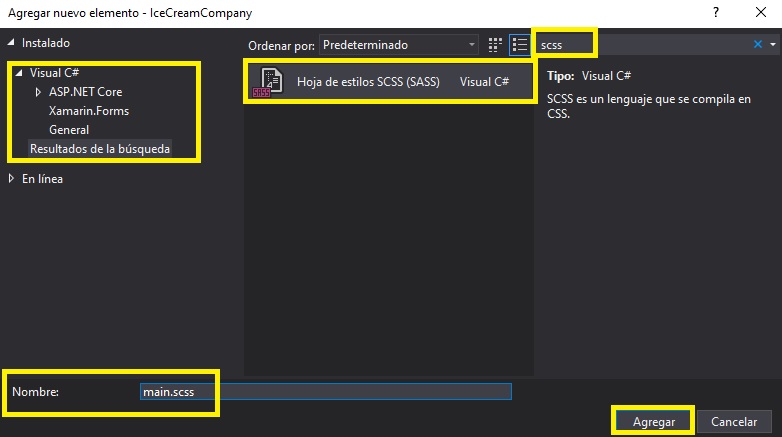 Agregar nuevo elemento - IceCreamCompany
? ×
Instalado
Ordenar por: Predeterminado
scss
Visual C#
ASP.NET Core
Xamarin.Forms
General
Resultados de la búsqueda
En línea
SASS
Hoja de estilos SCSS (SASS) Visual C#
Tipo: Visual C#
SCSS es un lenguaje que se compila en
CSS.
Nombre: main.scss
Agregar Cancelar